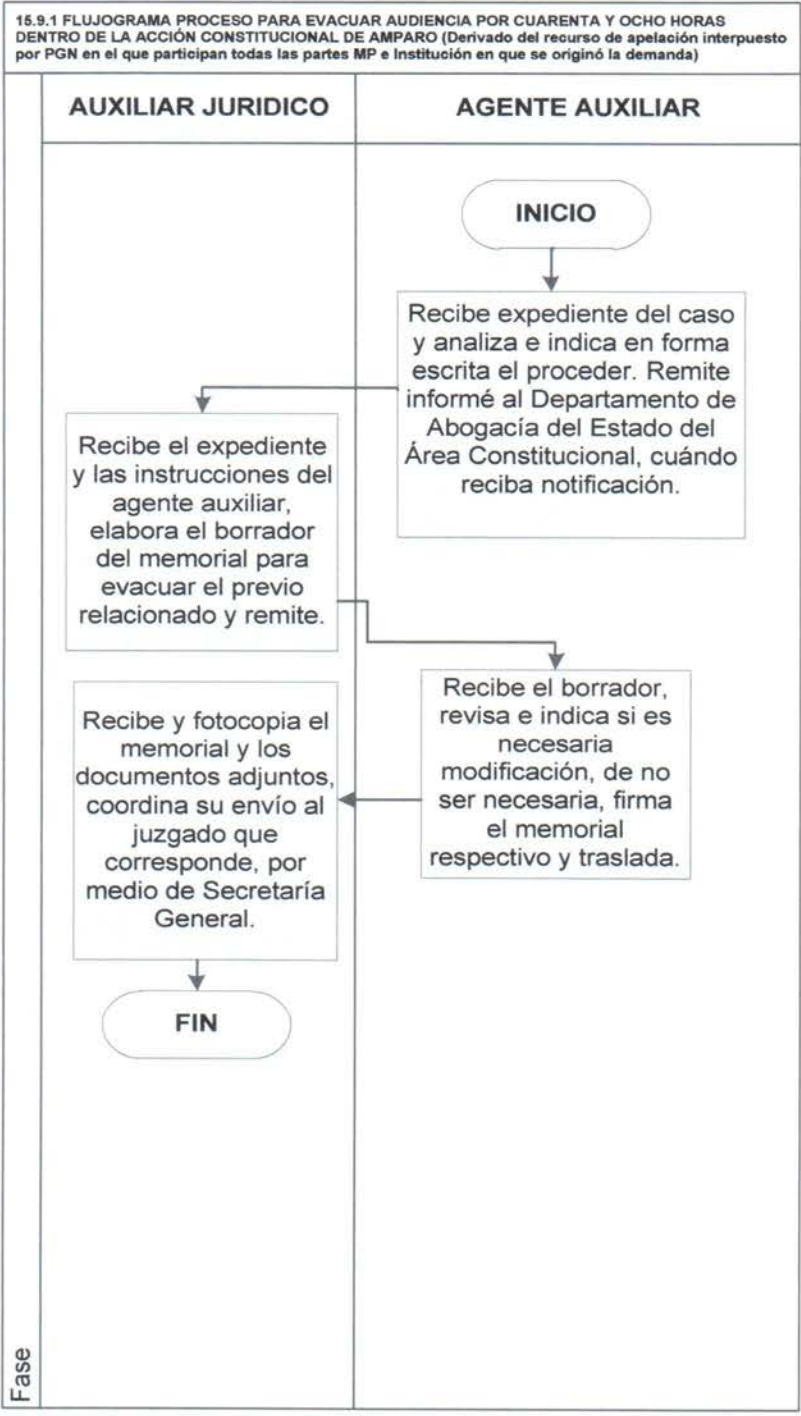 15.9.1 FLUJOGRAMA PROCESO PARA EVACUAR AUDIENCIA POR CUARENTA Y OCHO HORAS
DENTRO DE LA ACCIÓN CONSTITUCIONAL DE AMPARO (Derivado del recurso de apelación interpuesto
por PGN en el que participan todas las partes MP e Institución en que se originó la demanda)
AUXILIAR JURIDICO
AGENTE AUXILIAR
INICIO
Recibe expediente del caso
y analiza e indica en forma
escrita el proceder. Remite
informé al Departamento de
Abogacía del Estado del
Área Constitucional, cuándo
reciba notificación.
Recibe el expediente
y las instrucciones del
agente auxiliar,
elabora el borrador
del memorial para
evacuar el previo
relacionado y remite.
Recibe el borrador,
revisa e indica si es
necesaria
modificación, de no
ser necesaria, firma
el memorial
respectivo y traslada.
Recibe y fotocopia el
memorial y los
documentos adjuntos,
coordina su envío al
juzgado que
corresponde, por
medio de Secretaría
General.
FIN
Fase